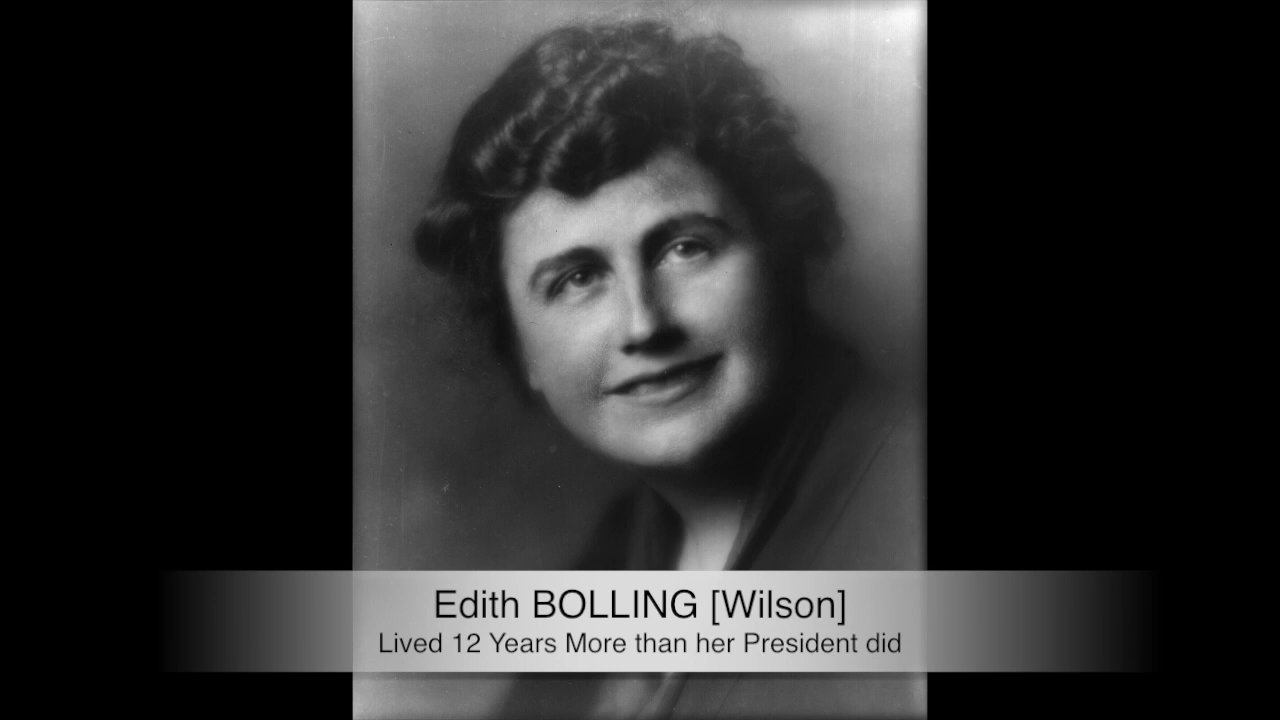 Edith BOLLING [Wilson]
Lived 12 Years More than her President did